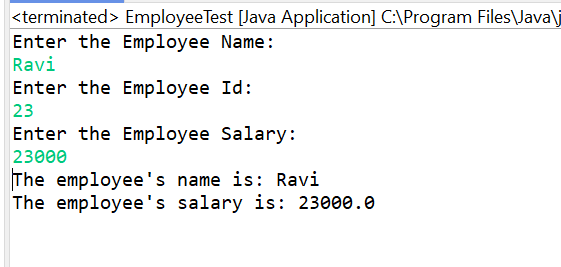 <terminated> EmployeeTest [Java Application] C:\Program Files\Java\j
Enter the Employee Name:
Ravi
Enter the Employee Id:
23
Enter the Employee Salary:
23000
The employee's name is: Ravi
The employee's salary is: 23000.0